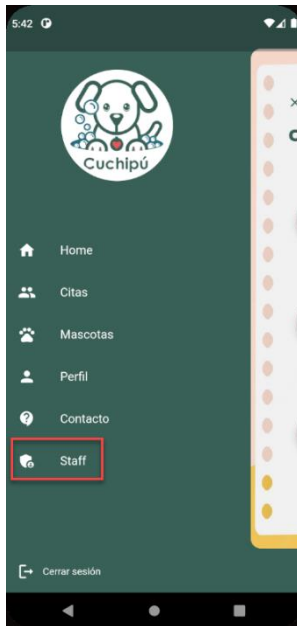 5:42
Cuchipú
Home
Citas
Mascotas
Perfil
Contacto
Staff
Cerrar sesión